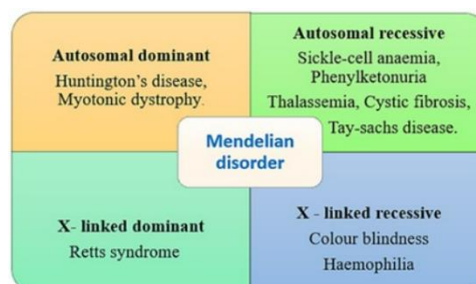 Autosomal dominant
Huntington's disease,
Myotonic dystrophy.
Autosomal recessive
Sickle-cell anaemia,
Phenylketonuria
Thalassemia, Cystic fibrosis,
Tay-sachs disease.
Mendelian
disorder
X- linked dominant
Retts syndrome
X - linked recessive
Colour blindness
Haemophilia